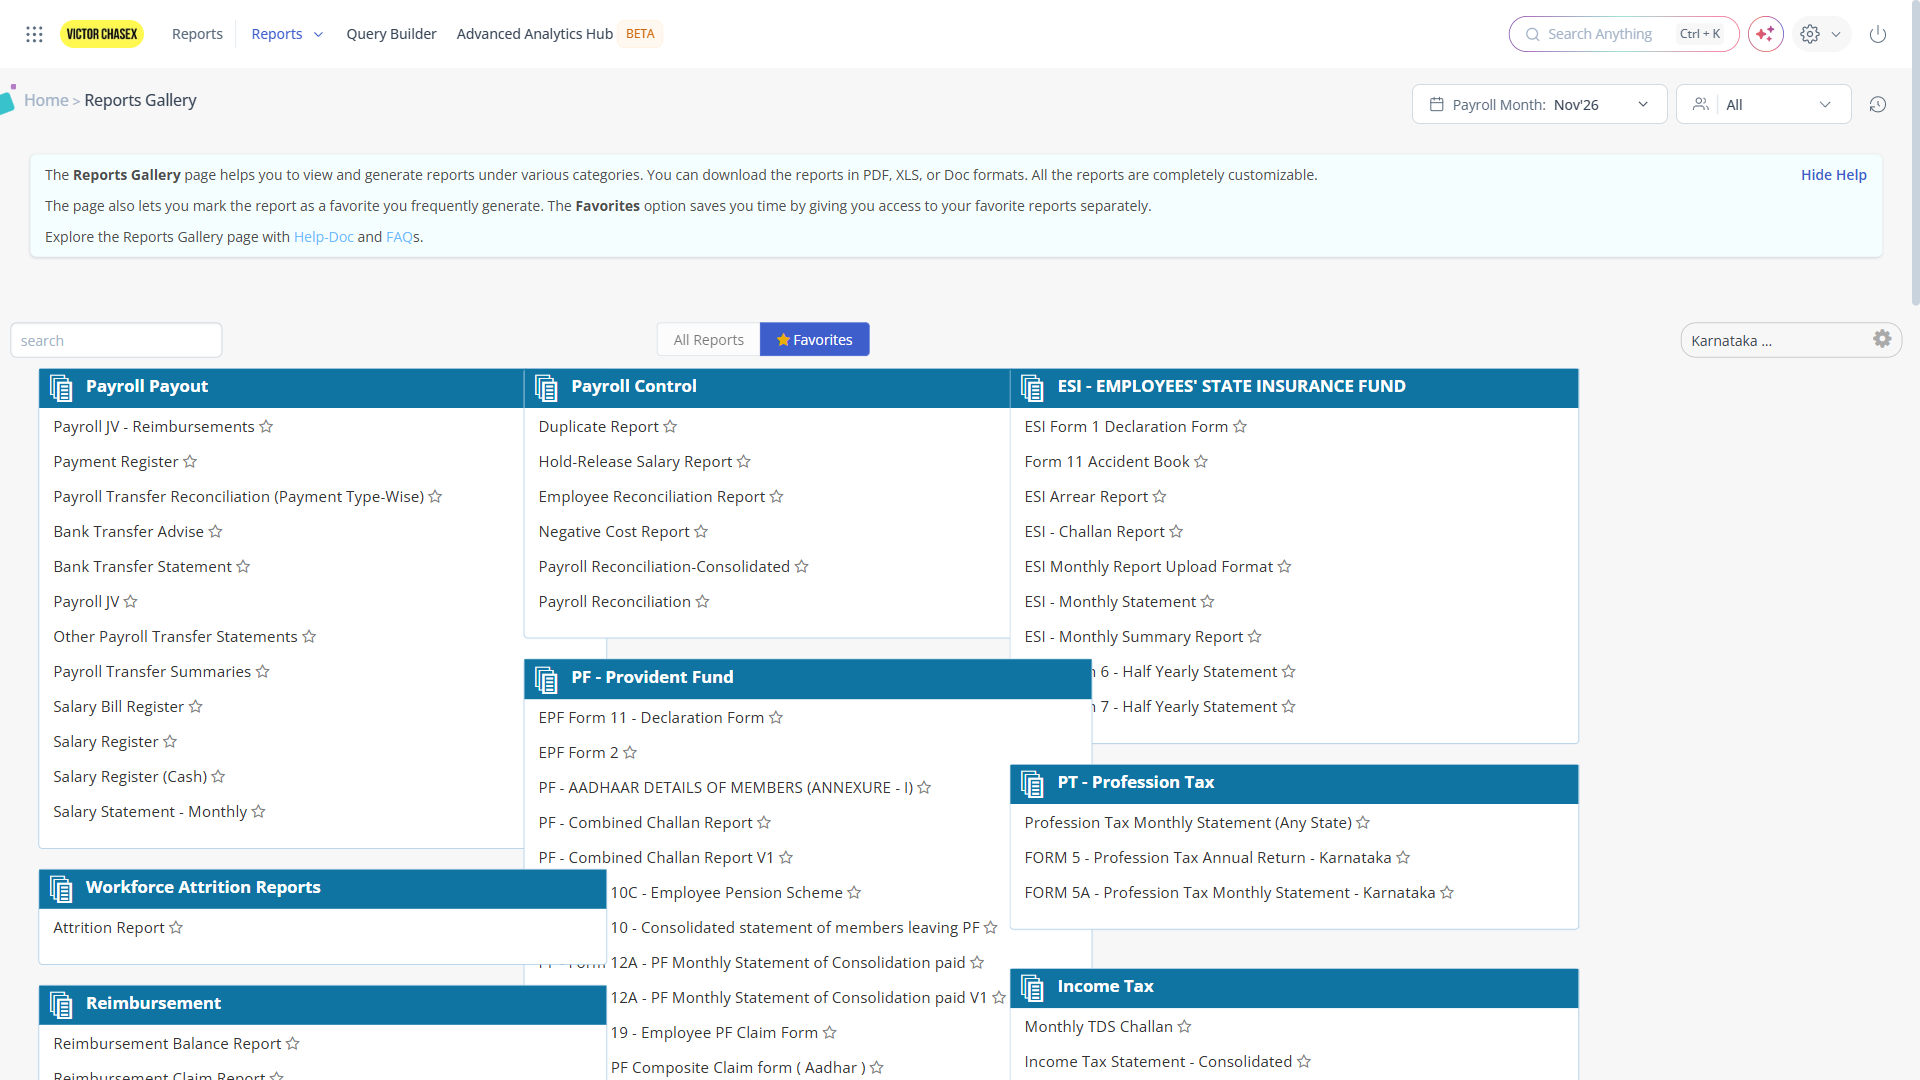 VICTOR CHASEX
Reports
Reports
Query Builder
Advanced Analytics Hub
BETA
Search Anything
Ctrl + K
Home > Reports Gallery
Payroll Month: Nov'26
All
The Reports Gallery page helps you to view and generate reports under various categories. You can download the reports in PDF, XLS, or Doc formats. All the reports are completely customizable.
Hide Help
The page also lets you mark the report as a favorite you frequently generate. The Favorites option saves you time by giving you access to your favorite reports separately.
Explore the Reports Gallery page with Help-Doc and FAQs.
search
All Reports
Favorites
Karnataka ...
Payroll Payout
Payroll JV - Reimbursements
Payment Register
Payroll Transfer Reconciliation (Payment Type-Wise)
Bank Transfer Advise
Bank Transfer Statement
Payroll JV
Other Payroll Transfer Statements
Payroll Transfer Summaries
Salary Bill Register
Salary Register
Salary Register (Cash)
Salary Statement - Monthly
Workforce Attrition Reports
Attrition Report
Reimbursement
Reimbursement Balance Report
Reimbursement Claim Report
Payroll Control
Duplicate Report
Hold-Release Salary Report
Employee Reconciliation Report
Negative Cost Report
Payroll Reconciliation-Consolidated
Payroll Reconciliation
PF - Provident Fund
EPF Form 11 - Declaration Form
EPF Form 2
PF - AADHAAR DETAILS OF MEMBERS (ANNEXURE - I)
PF - Combined Challan Report
PF - Combined Challan Report V1
10C - Employee Pension Scheme
10 - Consolidated statement of members leaving PF
12A - PF Monthly Statement of Consolidation paid
12A - PF Monthly Statement of Consolidation paid V1
19 - Employee PF Claim Form
PF Composite Claim form ( Aadhar )
ESI - EMPLOYEES' STATE INSURANCE FUND
ESI Form 1 Declaration Form
Form 11 Accident Book
ESI Arrear Report
ESI - Challan Report
ESI Monthly Report Upload Format
ESI - Monthly Statement
ESI - Monthly Summary Report
6 - Half Yearly Statement
7 - Half Yearly Statement
PT - Profession Tax
Profession Tax Monthly Statement (Any State)
FORM 5 - Profession Tax Annual Return - Karnataka
FORM 5A - Profession Tax Monthly Statement - Karnataka
Income Tax
Monthly TDS Challan
Income Tax Statement - Consolidated